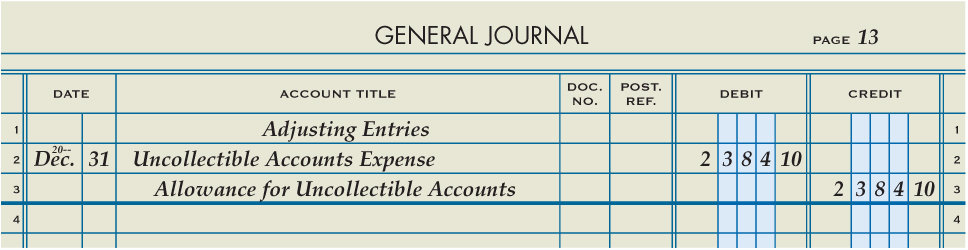 GENERAL JOURNAL PAGE 13
DATE ACCOUNT TITLE DOC. NO. POST. REF. DEBIT CREDIT
1 Adjusting Entries 1
20--
2 Dec. 31 Uncollectible Accounts Expense 2 3 8 4 10 2
3 Allowance for Uncollectible Accounts 2 3 8 4 10 3
4 4